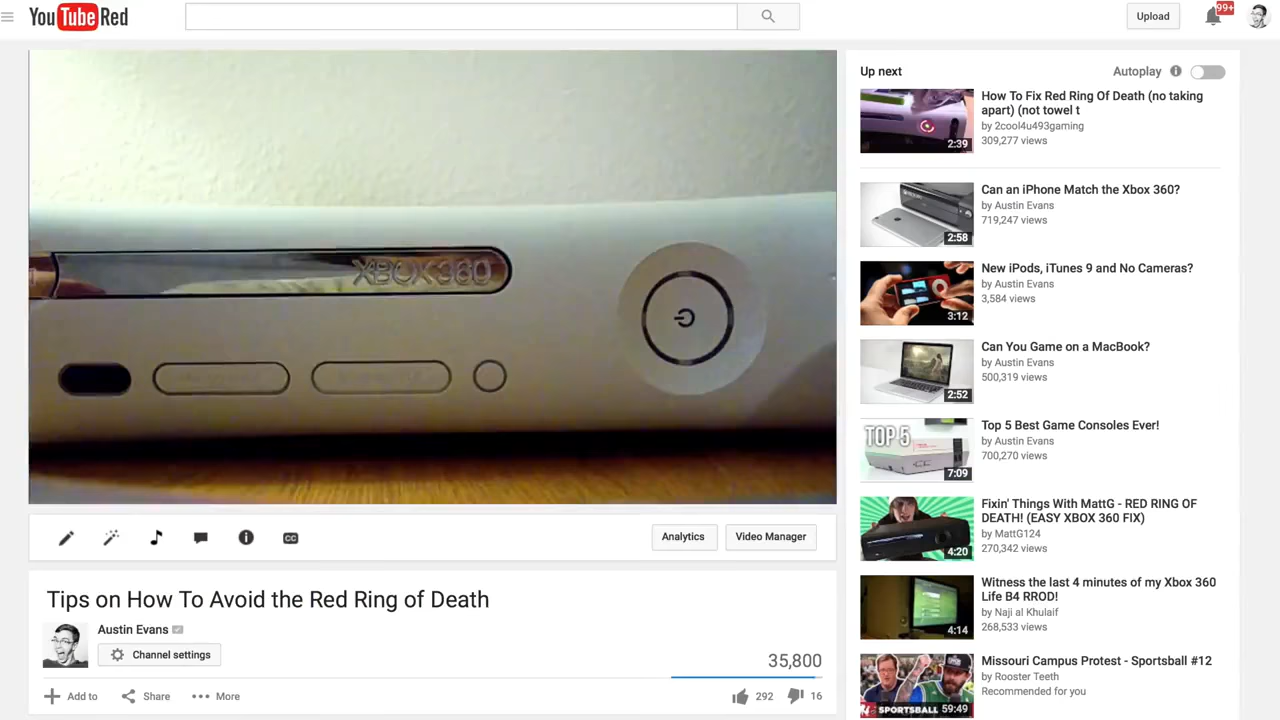 YouTube Red
Upload
99+
XBOX 360
Up next
Autoplay
How To Fix Red Ring Of Death (no taking
apart) (not towel t
by 2cool4u493gaming
309,277 views
2:39
Can an iPhone Match the Xbox 360?
by Austin Evans
719,247 views
2:58
New iPods, iTunes 9 and No Cameras?
by Austin Evans
3,584 views
3:12
Can You Game on a MacBook?
by Austin Evans
500,319 views
2:52
TOP 5
Top 5 Best Game Consoles Ever!
by Austin Evans
700,270 views
7:09
Fixin' Things With MattG - RED RING OF
DEATH! (EASY XBOX 360 FIX)
by MattG124
270,342 views
4:20
Witness the last 4 minutes of my Xbox 360
Life B4 RROD!
by Naji al Khulaif
268,533 views
4:14
Missouri Campus Protest - Sportsball #12
by Rooster Teeth
Recommended for you
SPORTSBALL
59:49
CC
Analytics
Video Manager
Tips on How To Avoid the Red Ring of Death
Austin Evans
Channel settings
35,800
Add to
Share
More
292
16